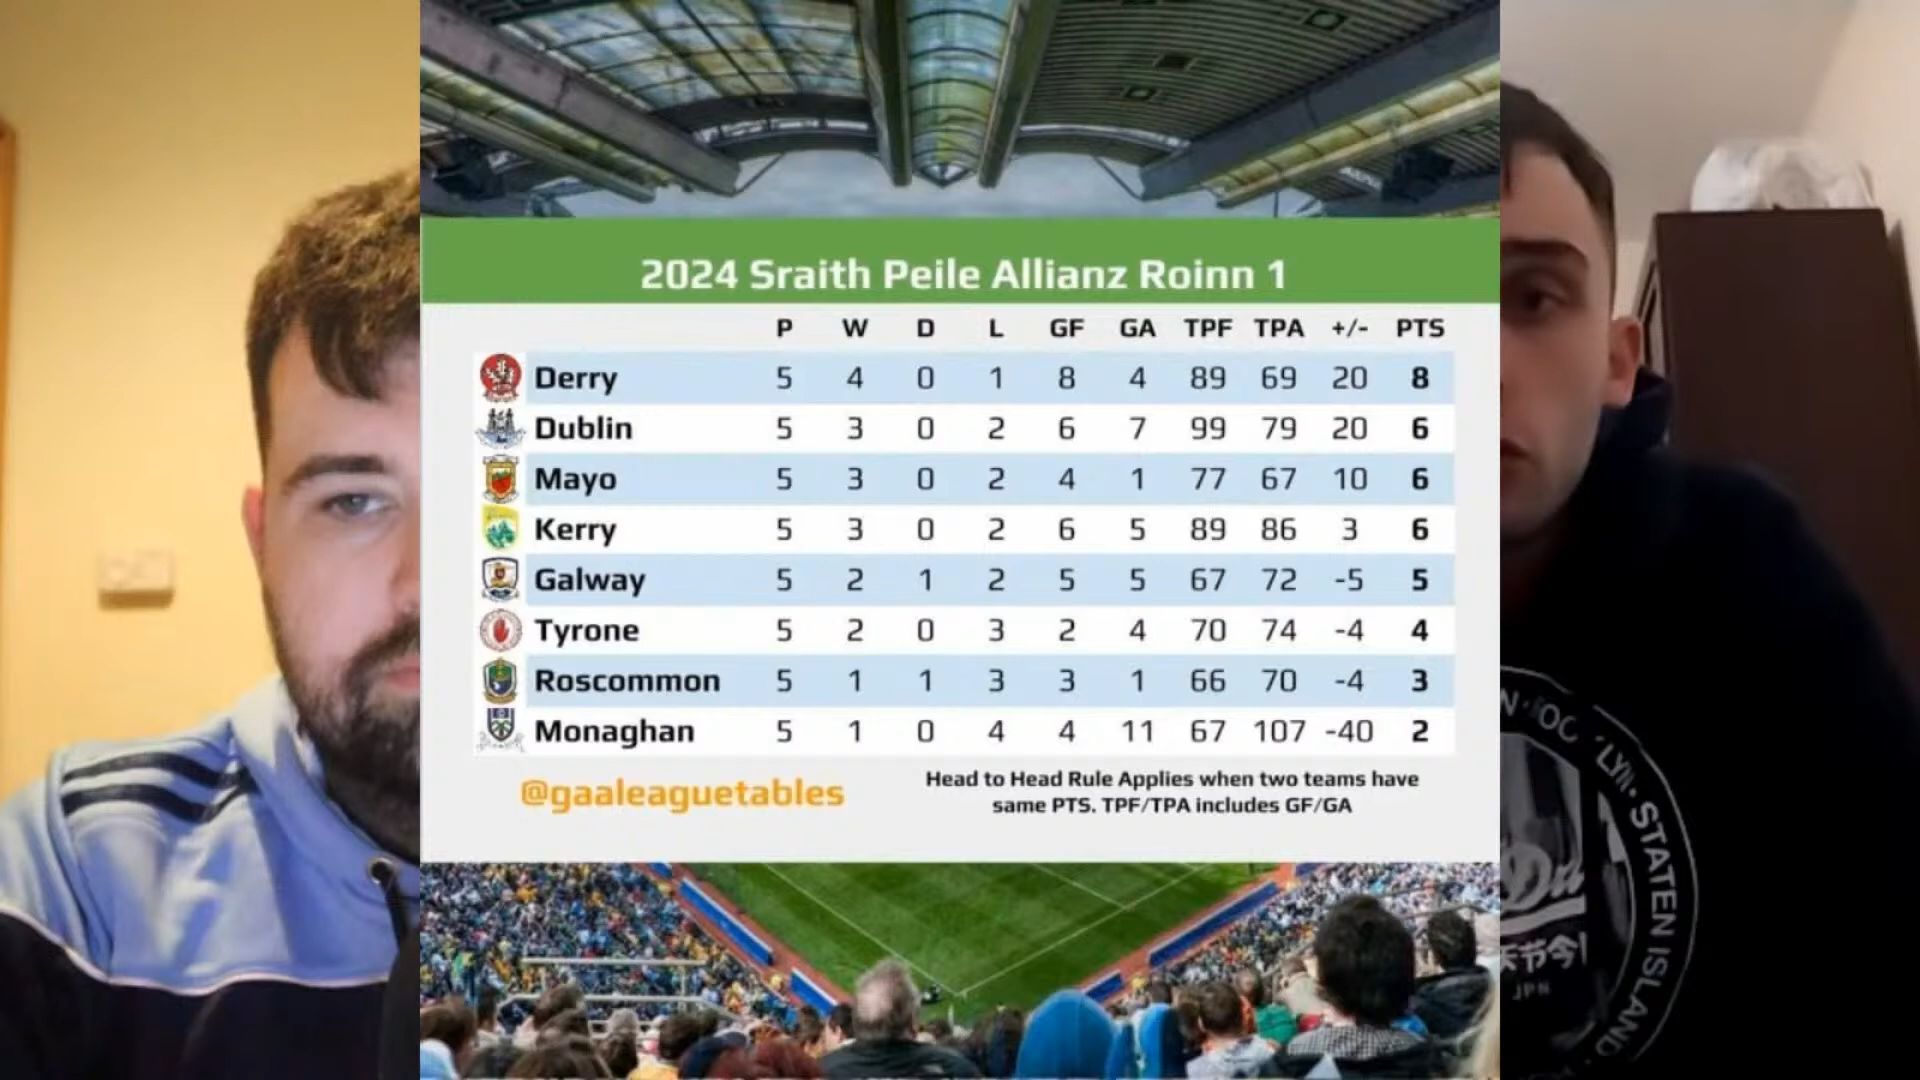 2024 Sraith Peile Allianz Roinn 1
P W D L GF GA TPF TPA +/- PTS
Derry 5 4 0 1 8 4 89 69 20 8
Dublin 5 3 0 2 6 7 99 79 20 6
Mayo 5 3 0 2 4 1 77 67 10 6
Kerry 5 3 0 2 6 5 89 86 3 6
Galway 5 2 1 2 5 5 67 72 -5 5
Tyrone 5 2 0 3 2 4 70 74 -4 4
Roscommon 5 1 1 3 3 1 66 70 -4 3
Monaghan 5 1 0 4 4 11 67 107 -40 2
@gaaleaguetables
Head to Head Rule Applies when two teams have
same PTS. TPF/TPA includes GF/GA
STATEN ISLAND
JPN